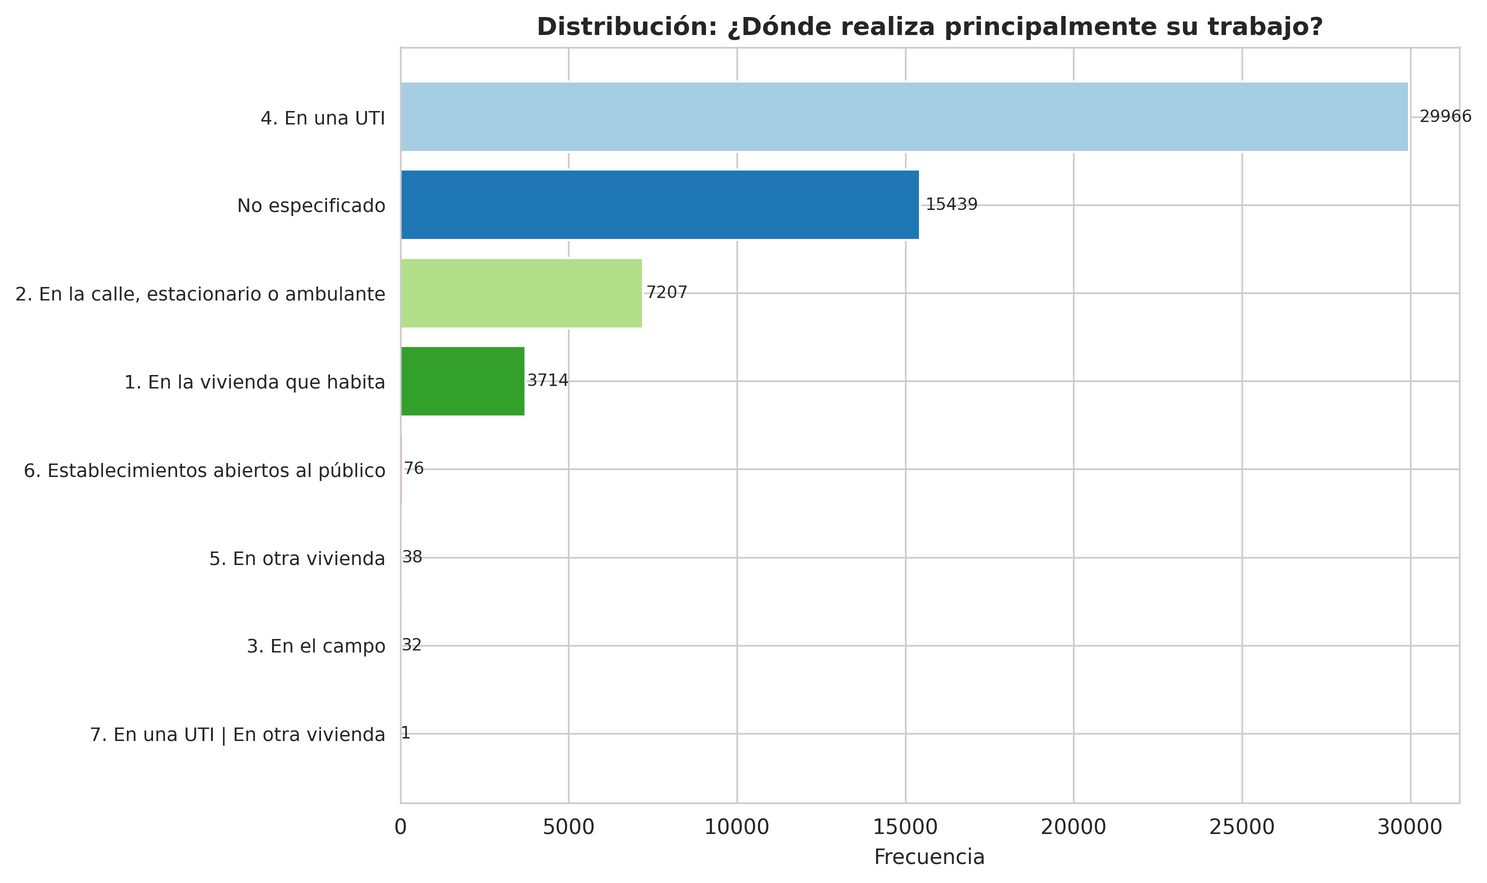 Distribución: ¿Dónde realiza principalmente su trabajo?
4. En una UTI
29966
No especificado
15439
2. En la calle, estacionario o ambulante
7207
1. En la vivienda que habita
3714
6. Establecimientos abiertos al público
76
5. En otra vivienda
38
3. En el campo
32
7. En una UTI | En otra vivienda
1
0 5000 10000 15000 20000 25000 30000
Frecuencia